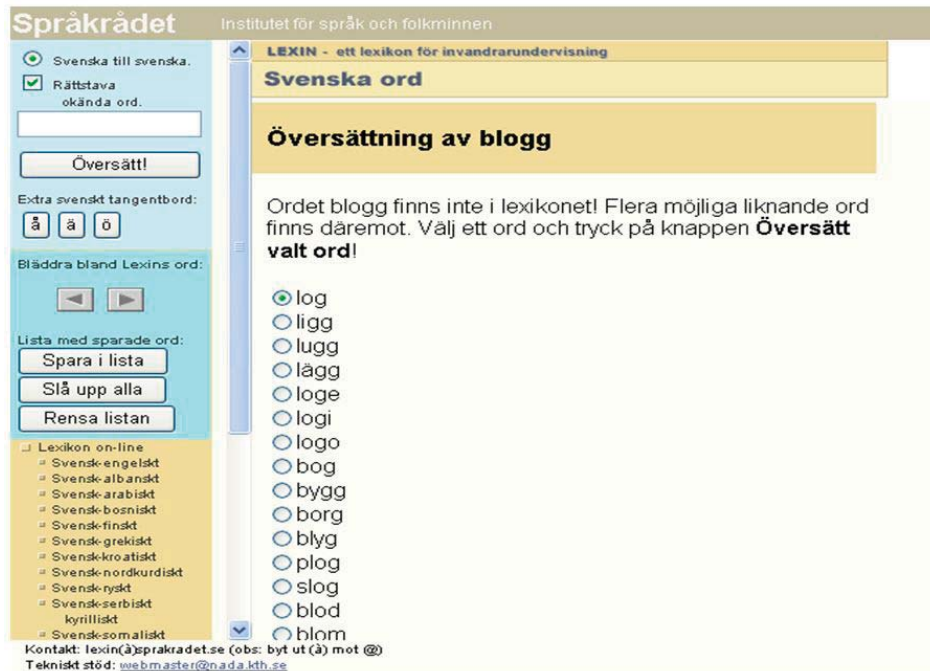 Språkrådet
Institutet för språk och folkminnen
Svenska till svenska.
Rättstava
okända ord.
Översätt!
Extra svenskt tangentbord:
å ä ö
Bläddra bland Lexins ord:
Lista med sparade ord:
Spara i lista
Slå upp alla
Rensa listan
Lexikon on-line
Svensk-engelskt
Svensk-albanskt
Svensk-arabiskt
Svensk-bosniskt
Svensk-finskt
Svensk-grekiskt
Svensk-kroatiskt
Svensk-nordkurdiskt
Svensk-ryskt
Svensk-serbiskt
kyrilliskt
Svensk-somaliskt
LEXIN - ett lexikon för invandrarundervisning
Svenska ord
Översättning av blogg
Ordet blogg finns inte i lexikonet! Flera möjliga liknande ord
finns däremot. Välj ett ord och tryck på knappen Översätt
valt ord!
log
ligg
lugg
lägg
loge
logi
logo
bog
bygg
borg
blyg
plog
slog
blod
blom
Kontakt: lexin(à)sprakradet.se (obs: byt ut (à) mot @)
Tekniskt stöd: webmaster@nada.kth.se